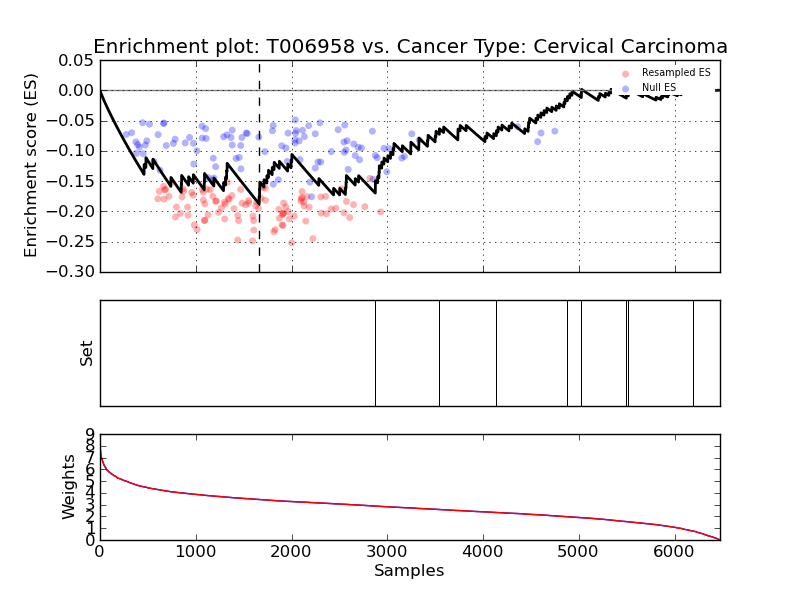 Enrichment plot: T006958 vs. Cancer Type: Cervical Carcinoma
Enrichment score (ES)
0.05
0.00
−0.05
−0.10
−0.15
−0.20
−0.25
−0.30
Resampled ES
Null ES
Set
Weights
9
8
7
6
5
4
3
2
1
0
0 1000 2000 3000 4000 5000 6000
Samples